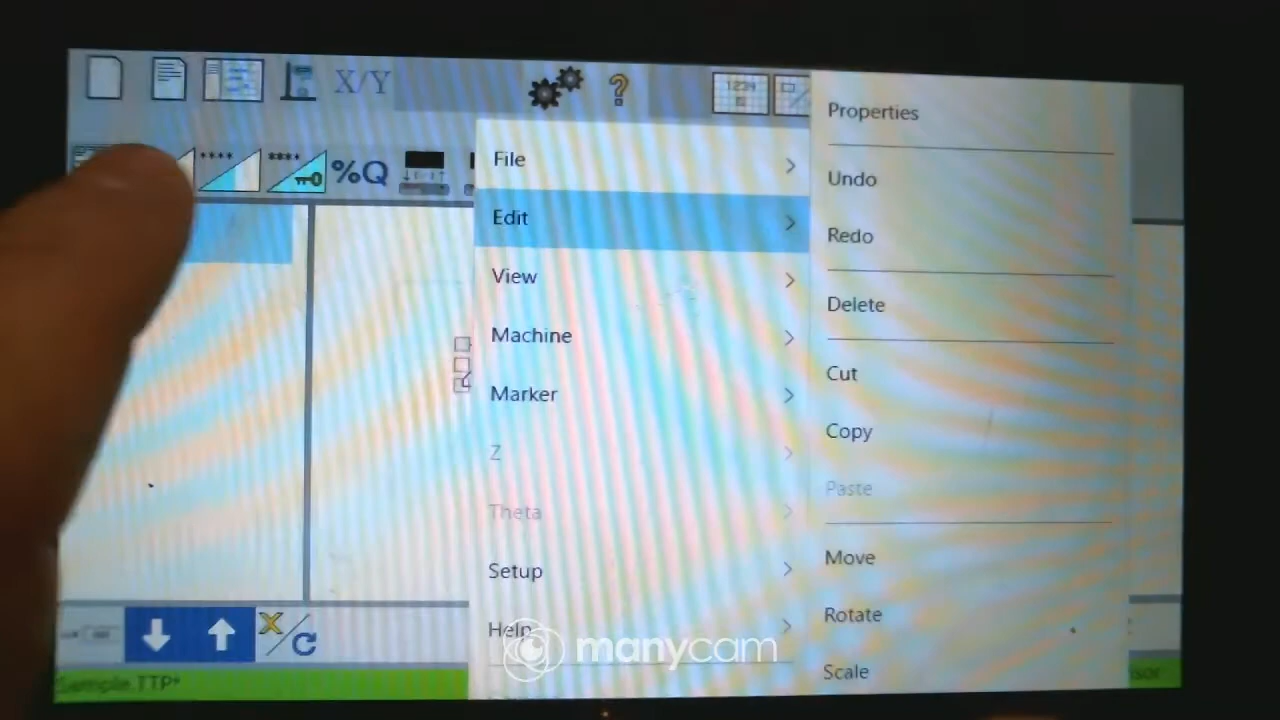 X/Y
?
1234
****
****
%Q
File
Edit
View
Machine
Marker
Z
Theta
Setup
Help
Properties
Undo
Redo
Delete
Cut
Copy
Paste
Move
Rotate
Scale
manycam
Sample.TTP*